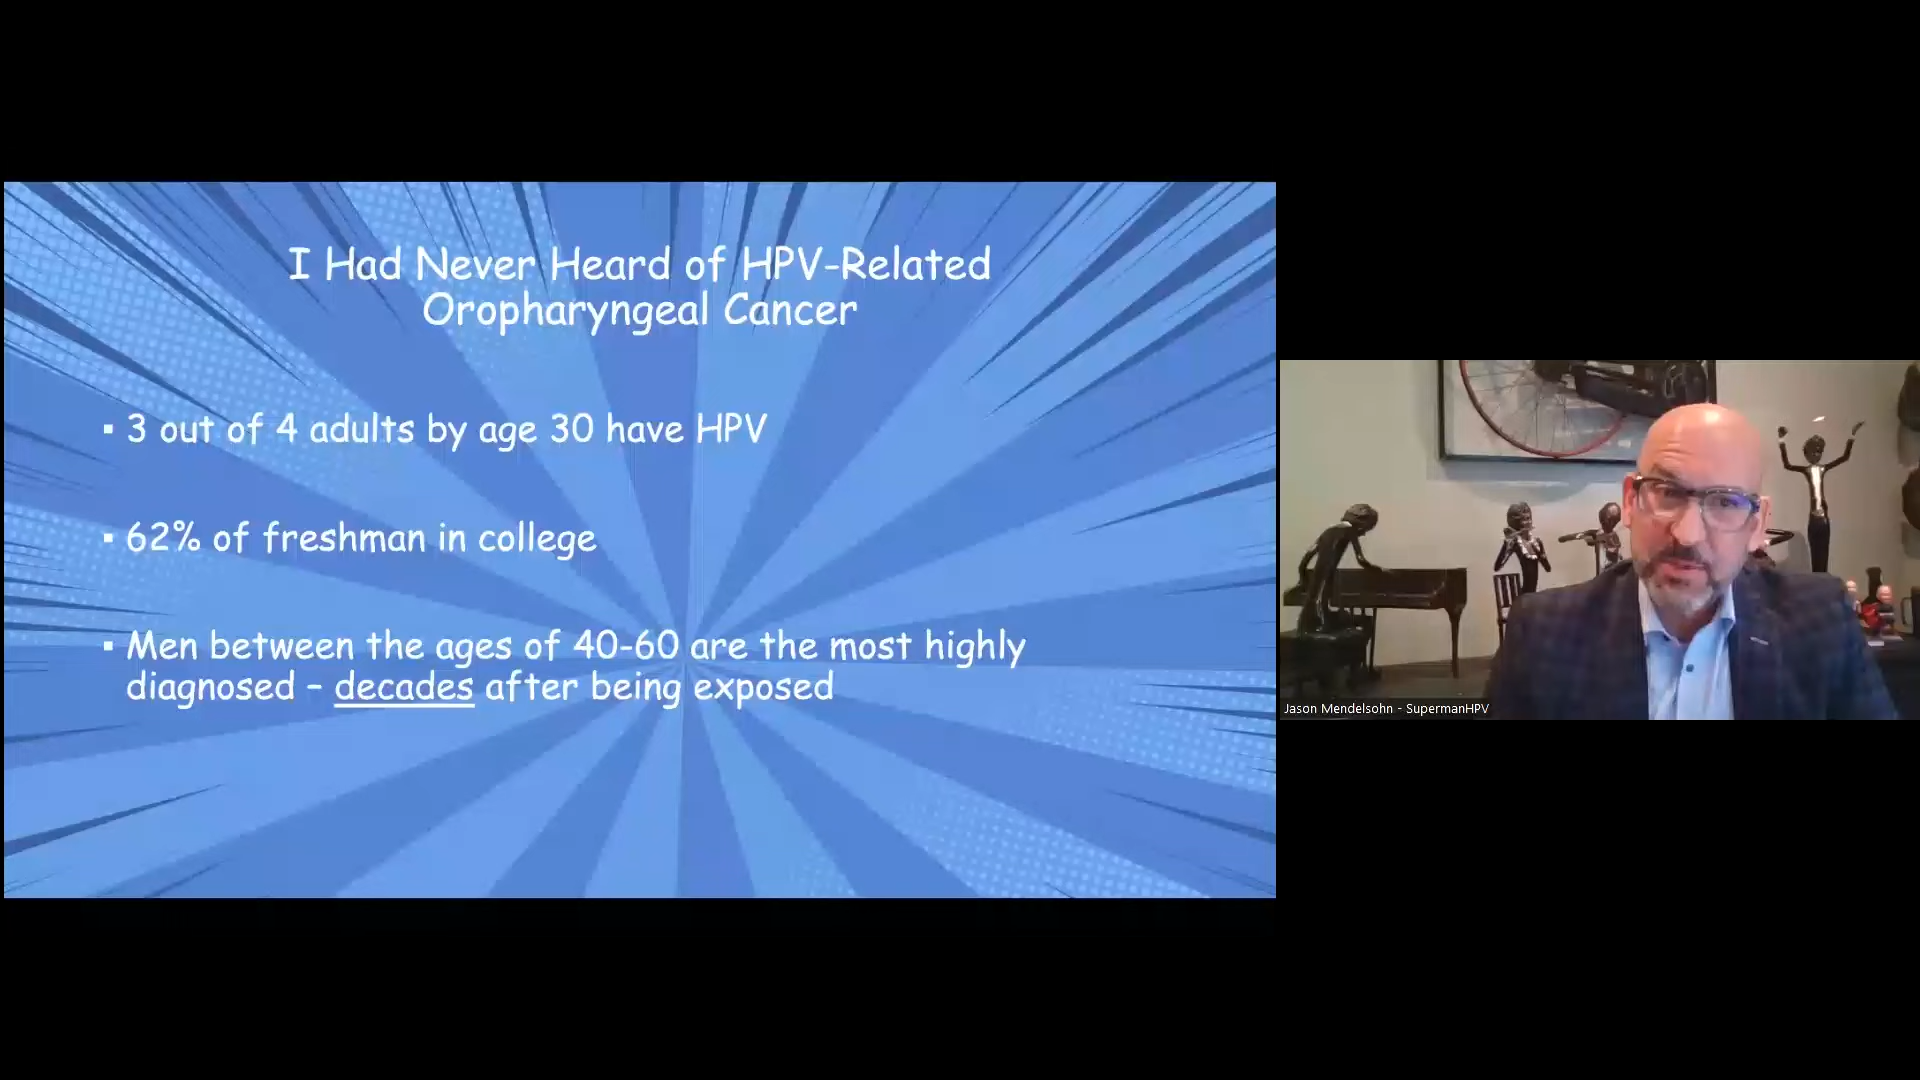 I Had Never Heard of HPV-Related
Oropharyngeal Cancer
▪ 3 out of 4 adults by age 30 have HPV
▪ 62% of freshman in college
▪ Men between the ages of 40-60 are the most highly
diagnosed – decades after being exposed
Jason Mendelsohn - SupermanHPV